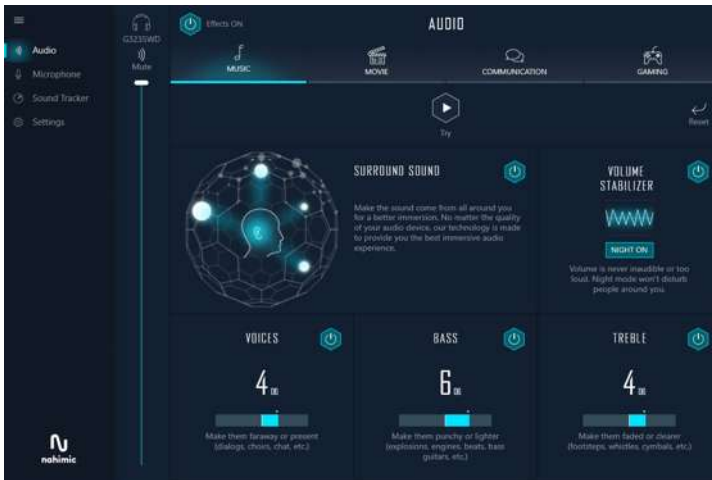 Audio
Microphone
Sound Tracker
Settings
nahimic
G3235WD
Mute
Effects ON
AUDIO
MUSIC
MOVIE
COMMUNICATION
GAMING
Try
Reset
SURROUND SOUND
Make the sound come from all around you
for a better immersion. No matter the quality
of your audio device, our technology is made
to provide you the best immersive audio
experience.
VOLUME
STABILIZER
NIGHT ON
Volume is never inaudible or too
loud. Night mode won't disturb
people around you.
VOICES
4 DB
Make them faraway or present
(dialogs, choirs, chat, etc.)
BASS
6 DB
Make them punchy or lighter
(explosions, engines, beats, bass
guitars, etc.)
TREBLE
4 DB
Make them faded or clearer
(footsteps, whistles, cymbals, etc.)